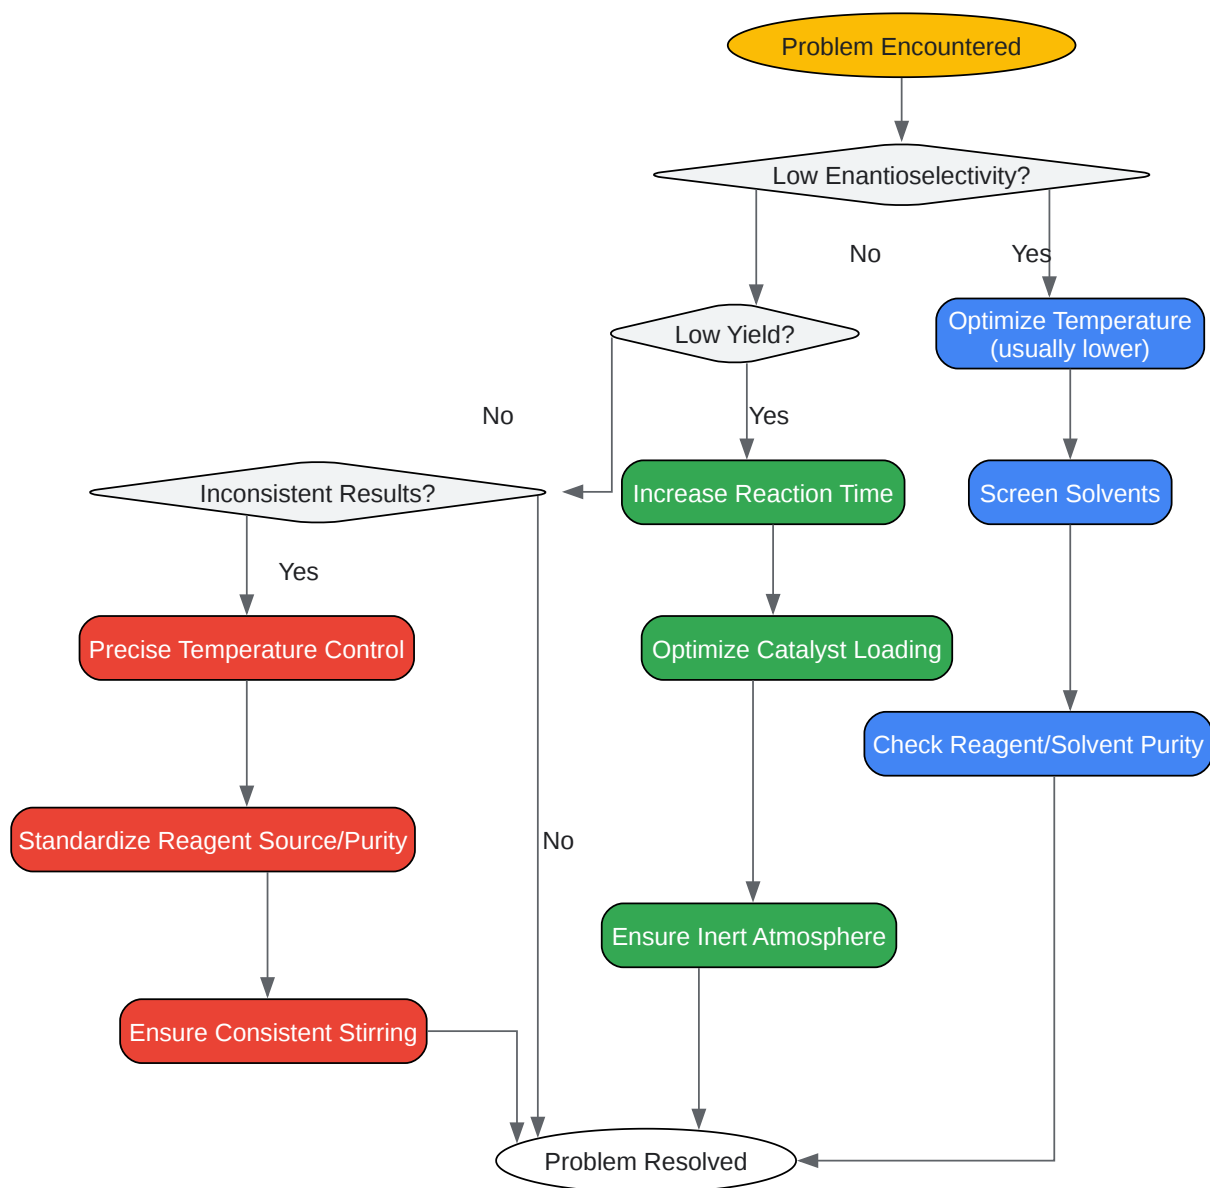 Problem Encountered
Low Enantioselectivity?
No
Yes
Low Yield?
Optimize Temperature
(usually lower)
No
Yes
Inconsistent Results?
Increase Reaction Time
Screen Solvents
Yes
Precise Temperature Control
Optimize Catalyst Loading
Check Reagent/Solvent Purity
Standardize Reagent Source/Purity
No
Ensure Inert Atmosphere
Ensure Consistent Stirring
Problem Resolved